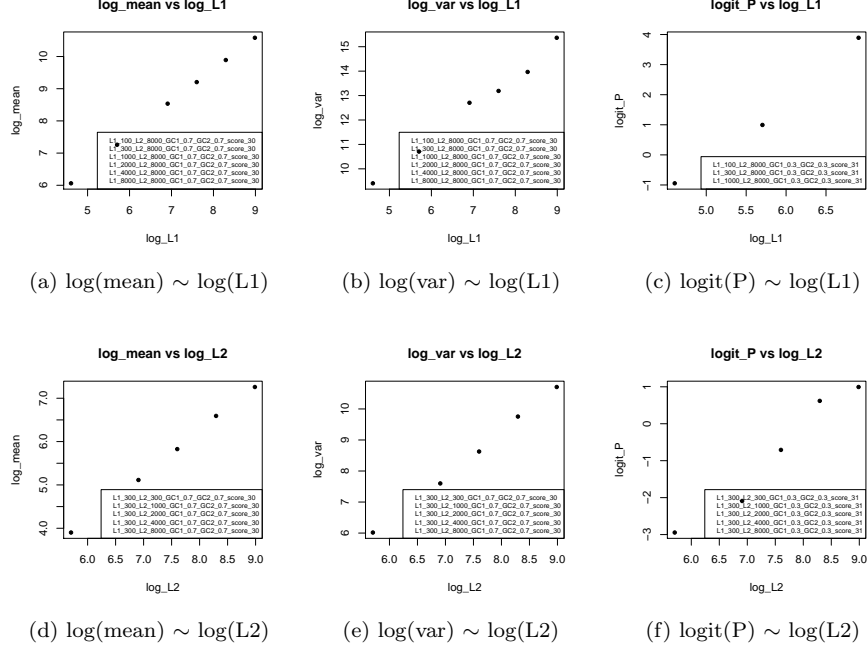 log_mean vs log_L1
log_mean
10
9
8
7
6
L1_100_L2_8000_GC1_0.7_GC2_0.7_score_30
L1_300_L2_8000_GC1_0.7_GC2_0.7_score_30
L1_1000_L2_8000_GC1_0.7_GC2_0.7_score_30
L1_2000_L2_8000_GC1_0.7_GC2_0.7_score_30
L1_4000_L2_8000_GC1_0.7_GC2_0.7_score_30
L1_8000_L2_8000_GC1_0.7_GC2_0.7_score_30
5 6 7 8 9
log_L1
(a) log(mean) ∼ log(L1)
log_var vs log_L1
log_var
15
14
13
12
11
10
L1_100_L2_8000_GC1_0.7_GC2_0.7_score_30
L1_300_L2_8000_GC1_0.7_GC2_0.7_score_30
L1_1000_L2_8000_GC1_0.7_GC2_0.7_score_30
L1_2000_L2_8000_GC1_0.7_GC2_0.7_score_30
L1_4000_L2_8000_GC1_0.7_GC2_0.7_score_30
L1_8000_L2_8000_GC1_0.7_GC2_0.7_score_30
5 6 7 8 9
log_L1
(b) log(var) ∼ log(L1)
logit_P vs log_L1
logit_P
4
3
2
1
0
−1
L1_100_L2_8000_GC1_0.3_GC2_0.3_score_31
L1_300_L2_8000_GC1_0.3_GC2_0.3_score_31
L1_1000_L2_8000_GC1_0.3_GC2_0.3_score_31
5.0 5.5 6.0 6.5
log_L1
(c) logit(P) ∼ log(L1)
log_mean vs log_L2
log_mean
7.0
6.0
5.0
4.0
L1_300_L2_300_GC1_0.7_GC2_0.7_score_30
L1_300_L2_1000_GC1_0.7_GC2_0.7_score_30
L1_300_L2_2000_GC1_0.7_GC2_0.7_score_30
L1_300_L2_4000_GC1_0.7_GC2_0.7_score_30
L1_300_L2_8000_GC1_0.7_GC2_0.7_score_30
6.0 6.5 7.0 7.5 8.0 8.5 9.0
log_L2
(d) log(mean) ∼ log(L2)
log_var vs log_L2
log_var
10
9
8
7
6
L1_300_L2_300_GC1_0.7_GC2_0.7_score_30
L1_300_L2_1000_GC1_0.7_GC2_0.7_score_30
L1_300_L2_2000_GC1_0.7_GC2_0.7_score_30
L1_300_L2_4000_GC1_0.7_GC2_0.7_score_30
L1_300_L2_8000_GC1_0.7_GC2_0.7_score_30
6.0 6.5 7.0 7.5 8.0 8.5 9.0
log_L2
(e) log(var) ∼ log(L2)
logit_P vs log_L2
logit_P
1
0
−1
−2
−3
L1_300_L2_300_GC1_0.3_GC2_0.3_score_31
L1_300_L2_1000_GC1_0.3_GC2_0.3_score_31
L1_300_L2_2000_GC1_0.3_GC2_0.3_score_31
L1_300_L2_4000_GC1_0.3_GC2_0.3_score_31
L1_300_L2_8000_GC1_0.3_GC2_0.3_score_31
6.0 6.5 7.0 7.5 8.0 8.5 9.0
log_L2
(f) logit(P) ∼ log(L2)